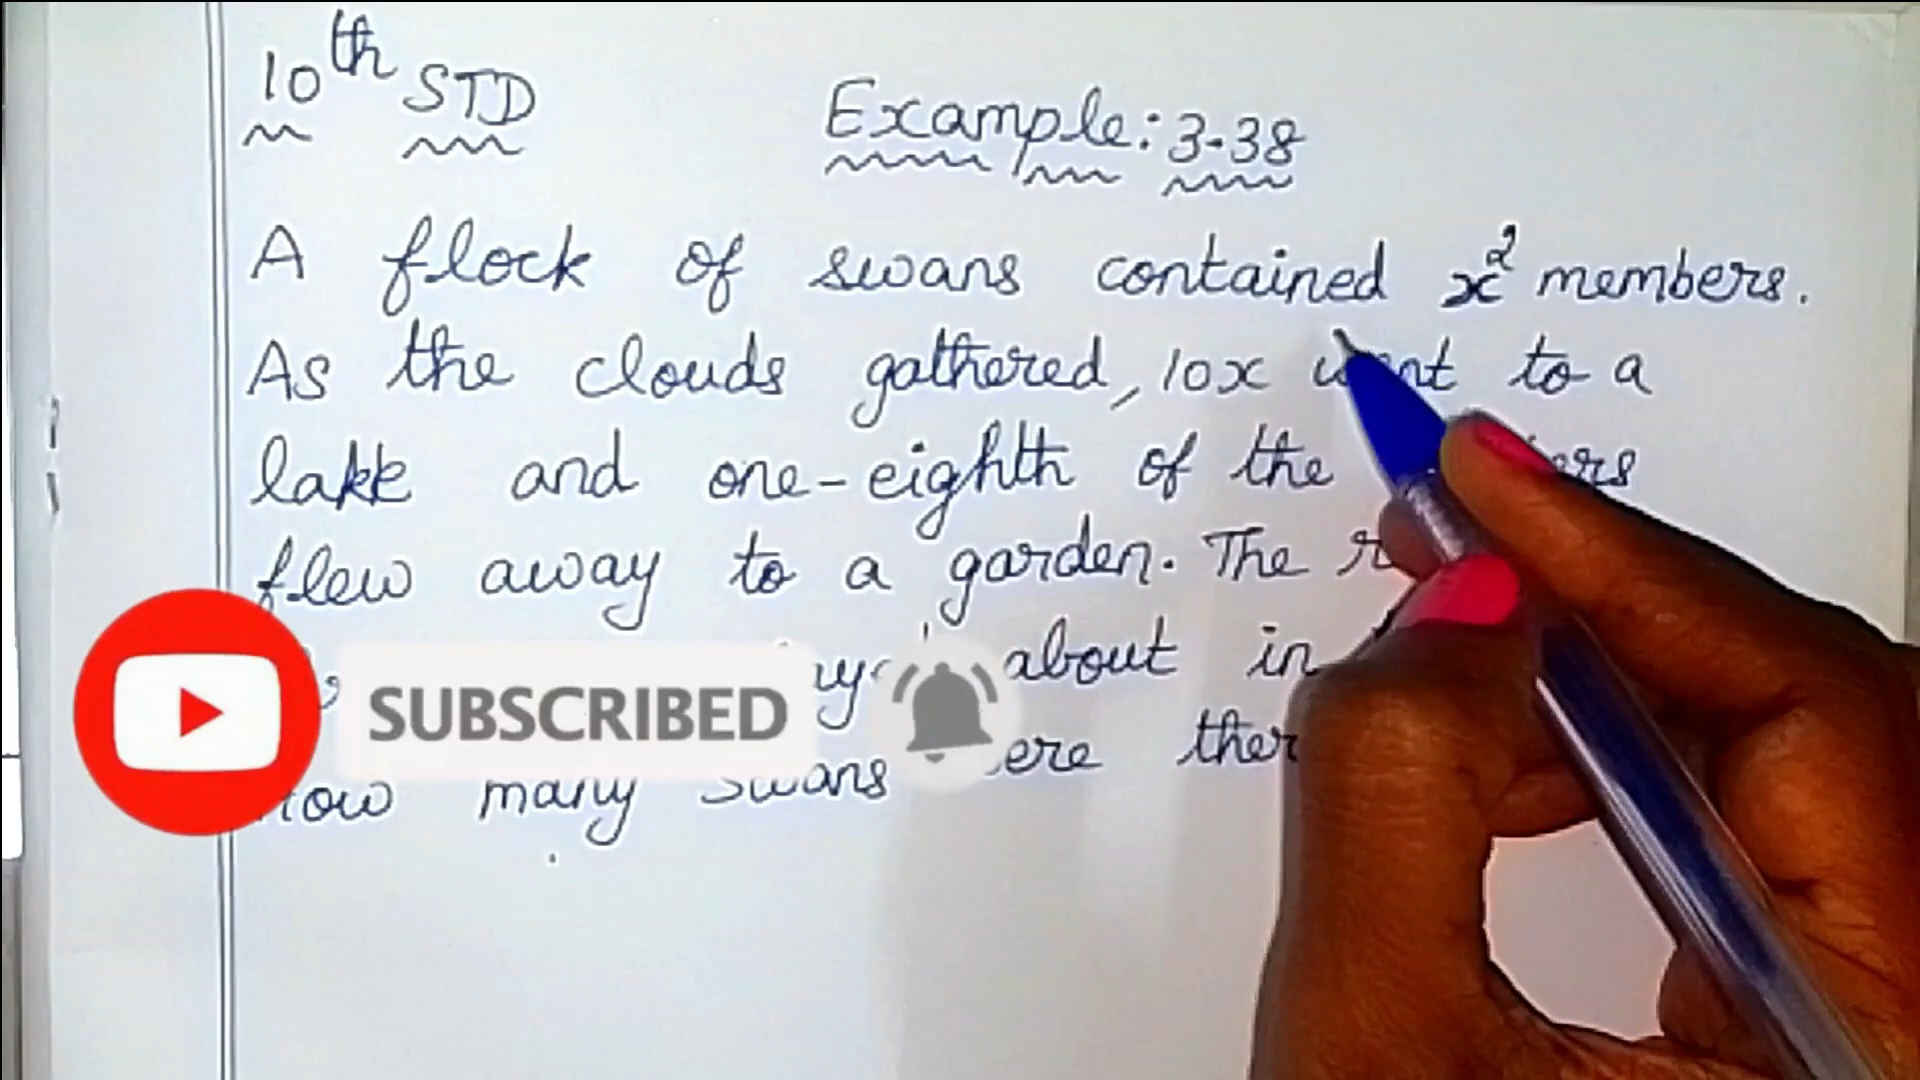 10th STD
Example: 3.38
A flock of swans contained x² members.
As the clouds gathered, 10x went to a
lake and one-eighth of the
flew away to a garden. The
about in
SUBSCRIBED
many swans